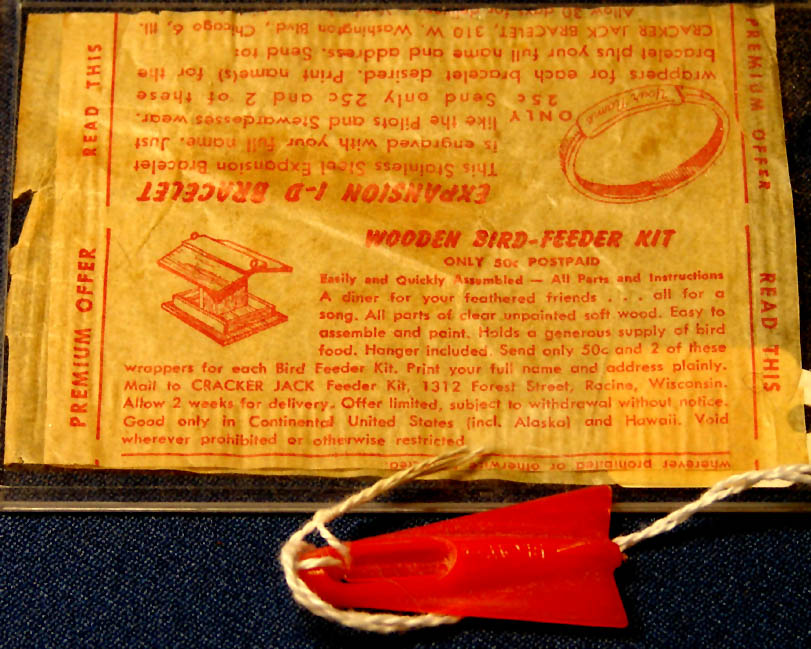 WOODEN BIRD-FEEDER KIT
ONLY 50c POSTPAID
Easily and Quickly Assembled — All Parts and Instructions
A diner for your feathered friends . . . all for a
song. All parts of clear unpainted soft wood. Easy to
assemble and paint. Holds a generous supply of bird
food. Hanger included. Send only 50c and 2 of these
wrappers for each Bird Feeder Kit. Print your full name and address plainly.
Mail to CRACKER JACK Feeder Kit, 1312 Forest Street, Racine, Wisconsin.
Allow 2 weeks for delivery. Offer limited, subject to withdrawal without notice.
Good only in Continental United States (incl. Alaska) and Hawaii. Void
wherever prohibited or otherwise restricted
wherever prohibited or otherwise
EXPANSION I-D BRACELET
This Stainless Steel Expansion Bracelet
is engraved with your full name. Just
like the Pilots and Stewardesses wear.
ONLY
25c
Send only 25c and 2 of these
wrappers for each bracelet desired. Print name(s) for the
bracelet plus your full name and address. Send to:
CRACKER JACK BRACELET, 310 W. Washington Blvd., Chicago 6, Ill.
Allow 30 days for
Your Name
READ THIS
PREMIUM OFFER
PREMIUM OFFER
READ THIS